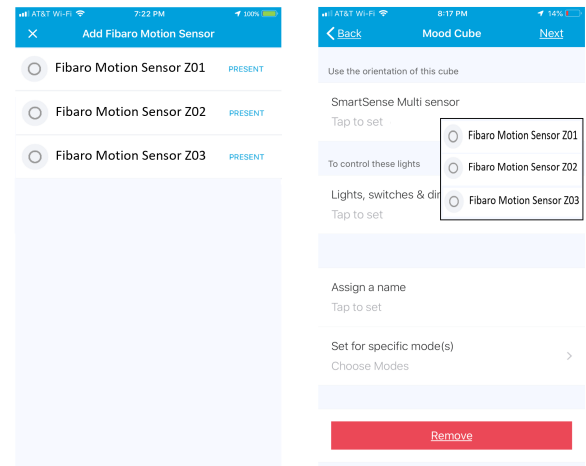 AT&T Wi-Fi 7:22 PM 100%
× Add Fibaro Motion Sensor
Fibaro Motion Sensor Z01 PRESENT
Fibaro Motion Sensor Z02 PRESENT
Fibaro Motion Sensor Z03 PRESENT
AT&T Wi-Fi 8:17 PM 14%
Back Mood Cube Next
Use the orientation of this cube
SmartSense Multi sensor
Tap to set
Fibaro Motion Sensor Z01
Fibaro Motion Sensor Z02
Fibaro Motion Sensor Z03
To control these lights
Lights, switches & di
Tap to set
Assign a name
Tap to set
Set for specific mode(s)
Choose Modes
Remove